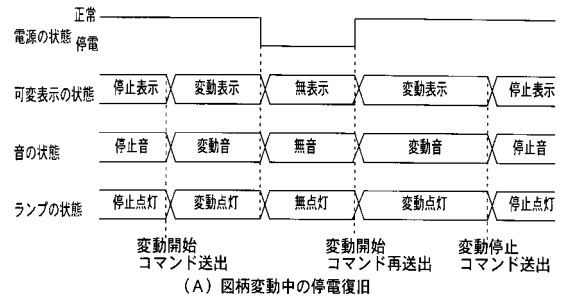 正常
電源の状態
停電
可変表示の状態 停止表示 変動表示 無表示 変動表示 停止表示
音の状態 停止音 変動音 無音 変動音 停止音
ランプの状態 停止点灯 変動点灯 無点灯 変動点灯 停止点灯
変動開始 変動開始 変動停止
コマンド送出 コマンド再送出 コマンド送出
(A) 図柄変動中の停電復旧